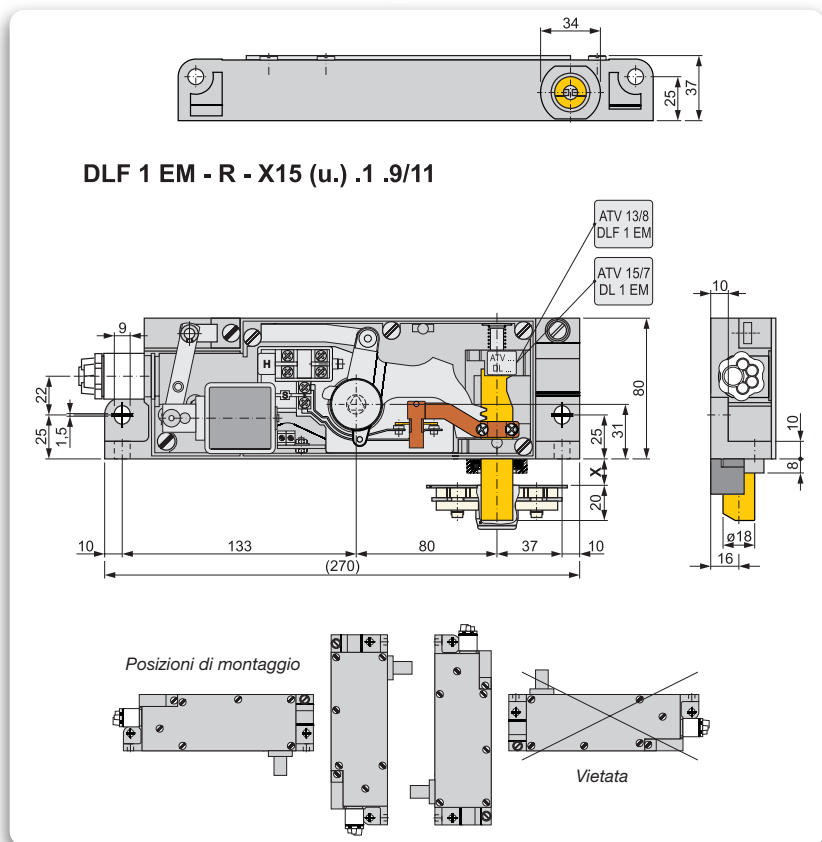 34
25
37
DLF 1 EM - R - X15 (u.) .1 .9/11
ATV 13/8
DLF 1 EM
ATV 15/7
DL 1 EM
9
22
25
1,5
H
S
ATV ...
DL ...
80
31
25
X
20
10
133
80
37
10
(270)
10
10
8
ø18
16
Posizioni di montaggio
Vietata